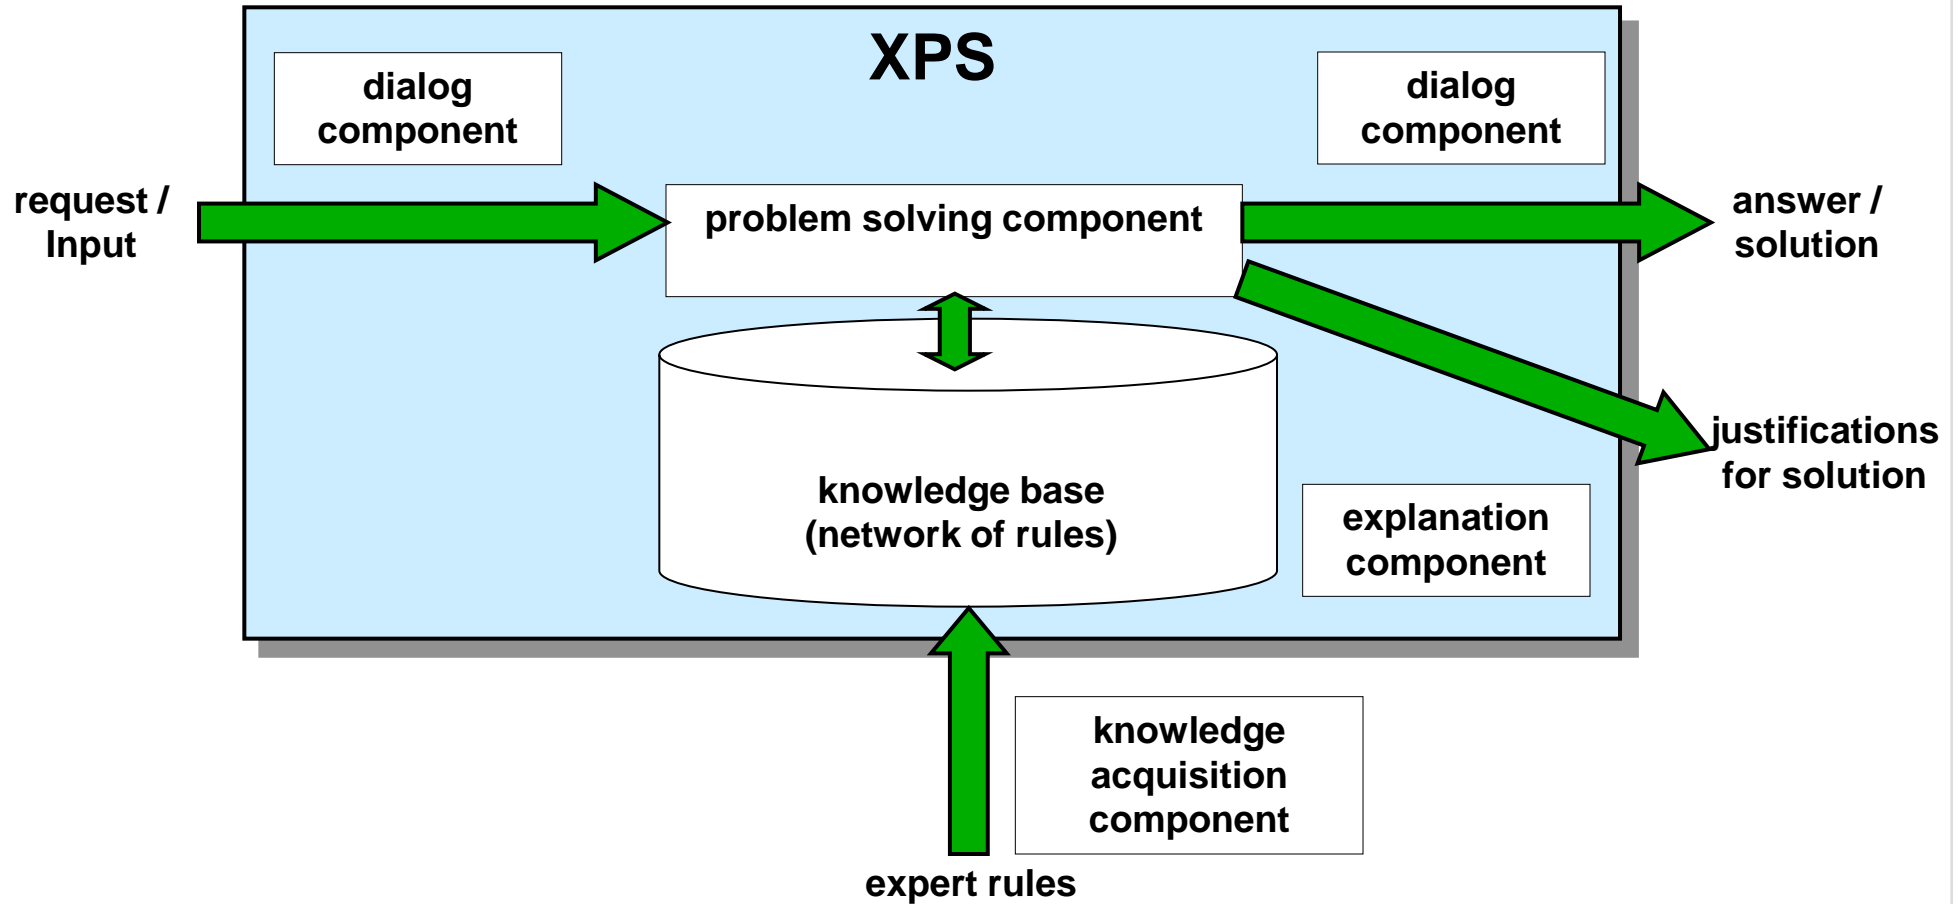 XPS
dialog
component
dialog
component
request /
Input
problem solving component
answer /
solution
justifications
for solution
knowledge base
(network of rules)
explanation
component
knowledge
acquisition
component
expert rules